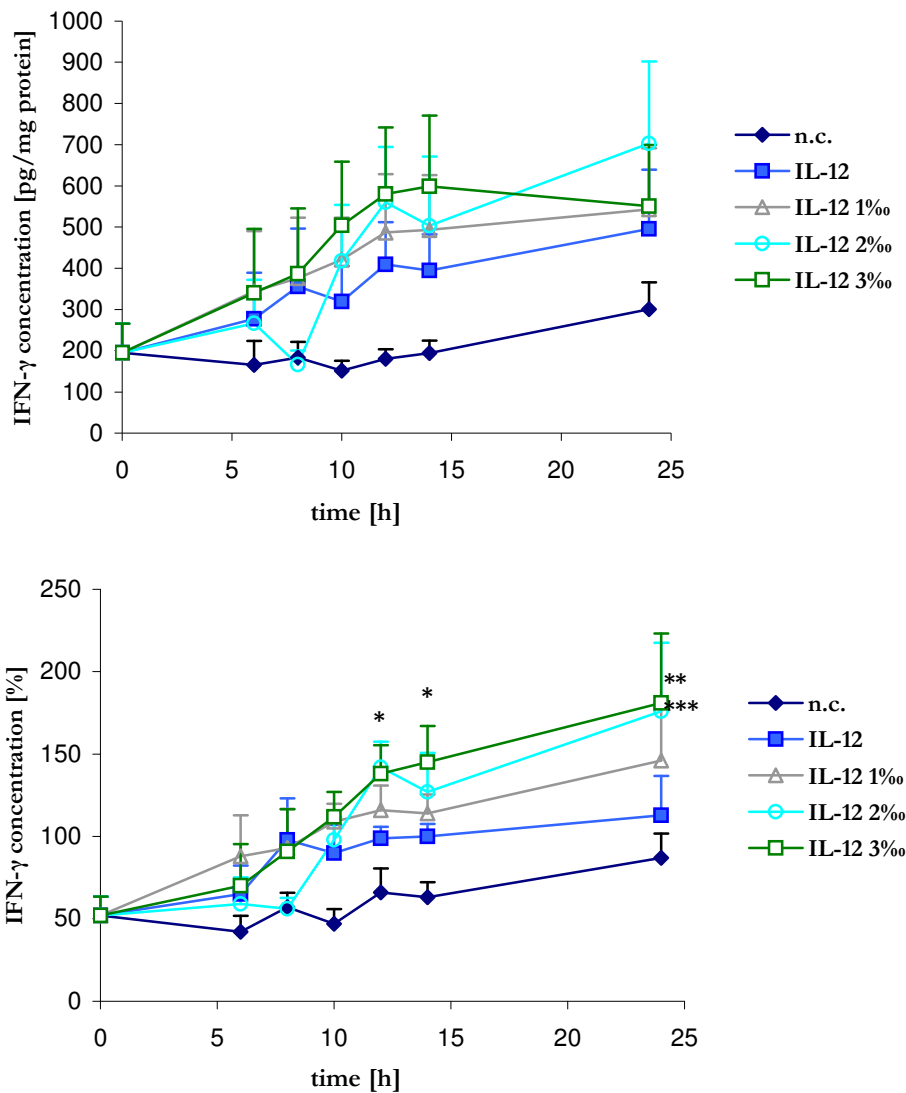 1000
900
800
700
600
500
400
300
200
100
0
IFN-γ concentration [pg/mg protein]
0 5 10 15 20 25
time [h]
n.c.
IL-12
IL-12 1‰
IL-12 2‰
IL-12 3‰
250
200
150
100
50
0
IFN-γ concentration [%]
* * **
***
0 5 10 15 20 25
time [h]
n.c.
IL-12
IL-12 1‰
IL-12 2‰
IL-12 3‰